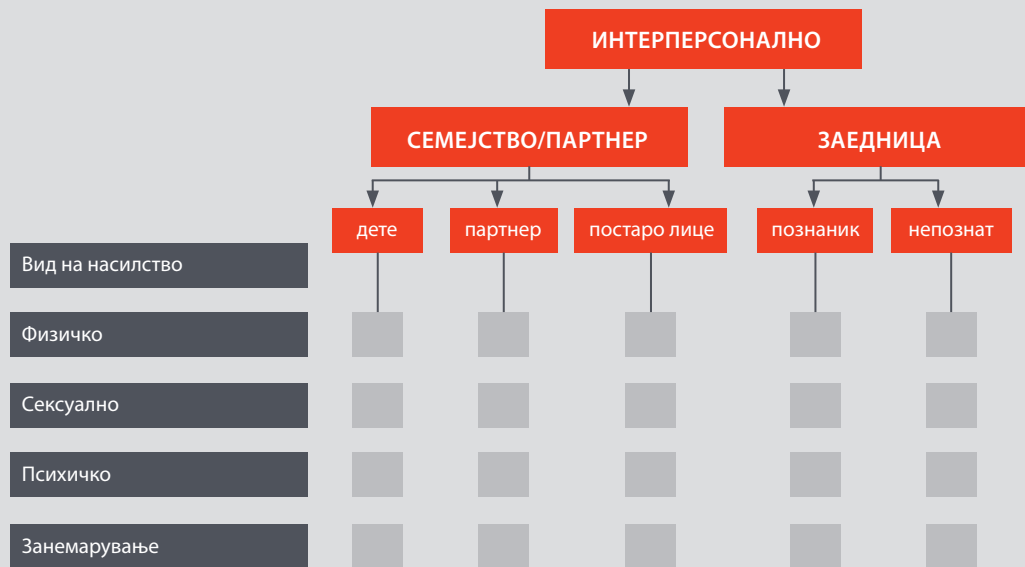 ИНТЕРПЕРСОНАЛНО
СЕМЕЈСТВО/ПАРТНЕР
ЗАЕДНИЦА
дете
партнер
постаро лице
познаник
непознат
Вид на насилство
Физичко
Сексуално
Психичко
Занемарување